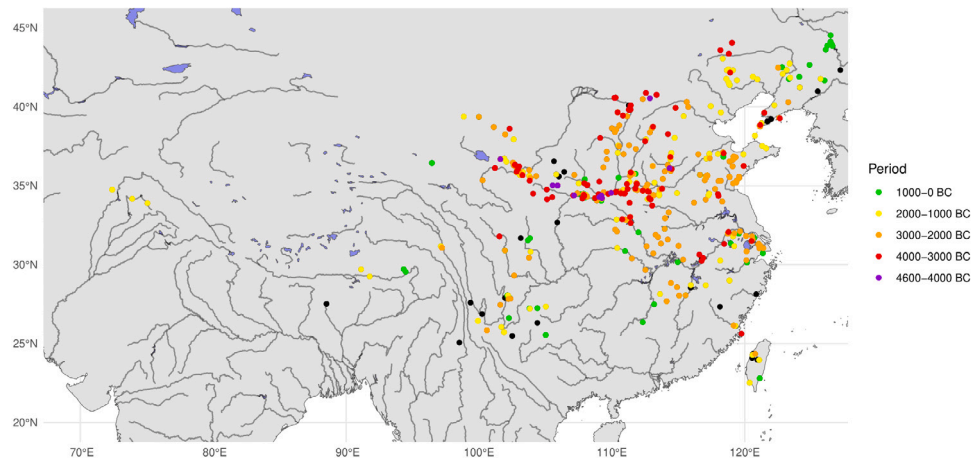 45°N
40°N
35°N
30°N
25°N
20°N
70°E
80°E
90°E
100°E
110°E
120°E
Period
1000–0 BC
2000–1000 BC
3000–2000 BC
4000–3000 BC
4600–4000 BC